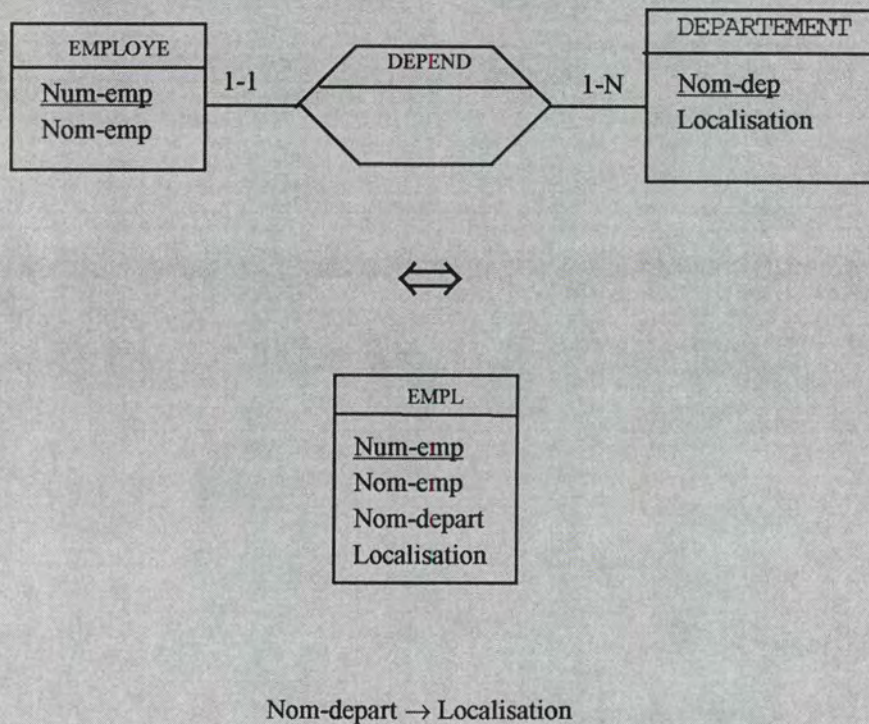 EMPLOYE
Num-emp
Nom-emp
1-1
DEPEND
1-N
DEPARTEMENT
Nom-dep
Localisation
EMPL
Num-emp
Nom-emp
Nom-depart
Localisation
Nom-depart → Localisation